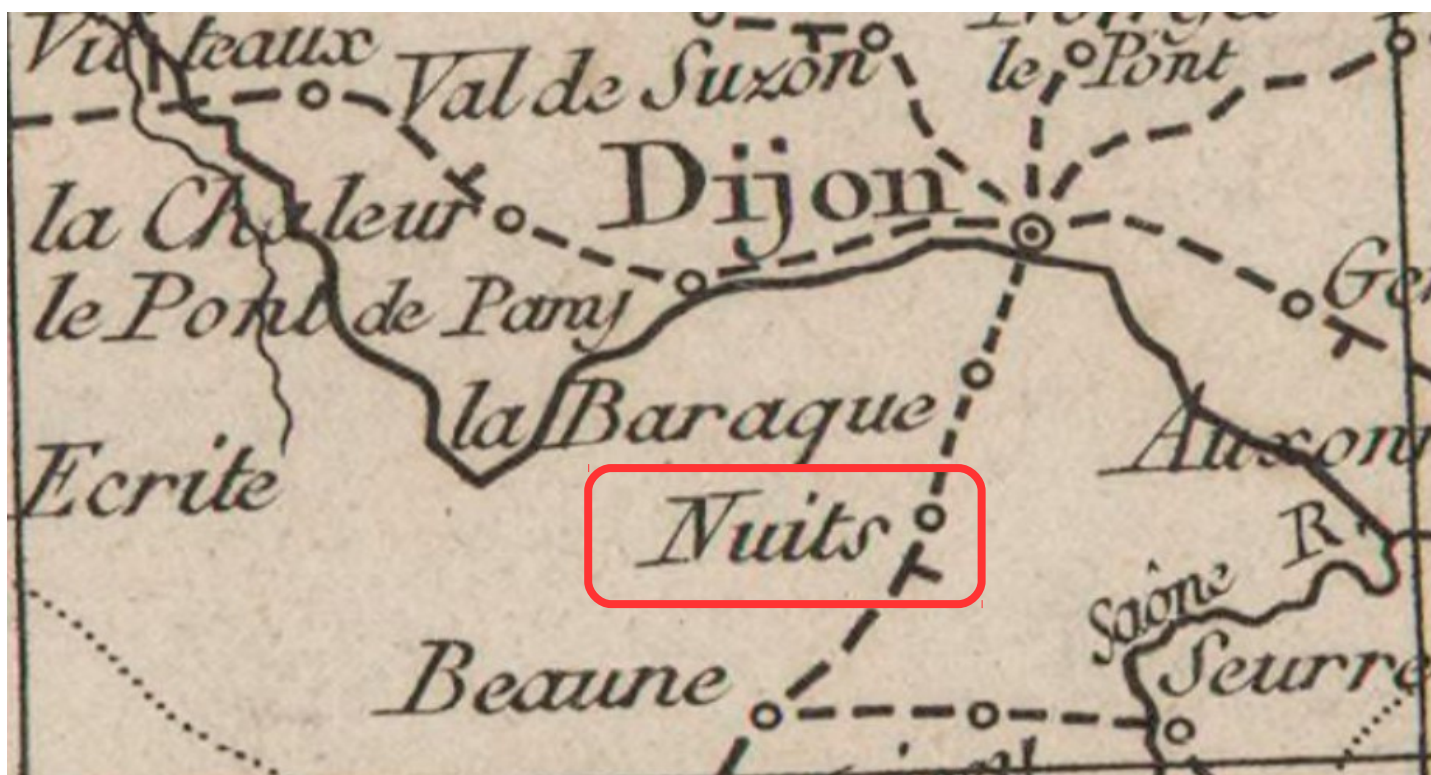 Vitteaux
Val de Suzon
le Pont
Dijon
la Chaleur
le Pont de Pany
la Baraque
Auxon
Ecrite
Nuits
R.
Saône
Beaune
Seurre